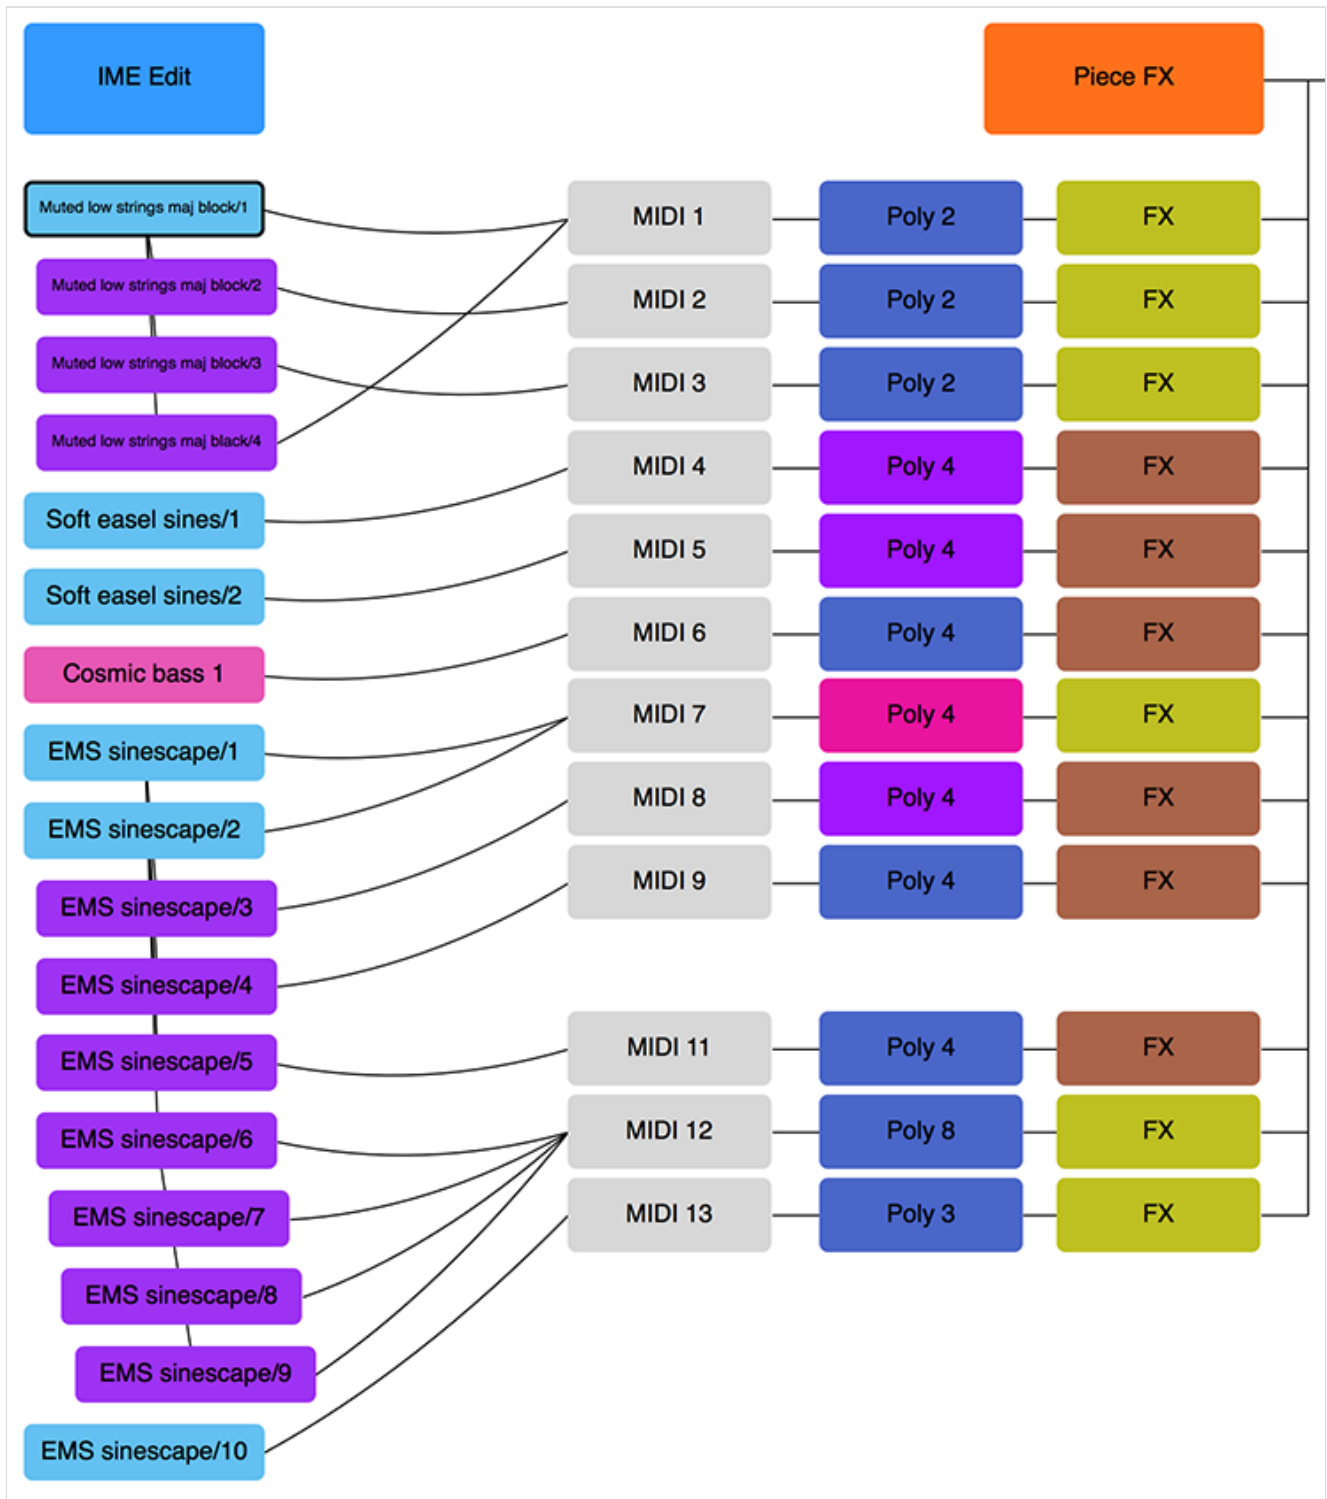 IME Edit
Piece FX
Muted low strings maj block/1
MIDI 1
Poly 2
FX
Muted low strings maj block/2
MIDI 2
Poly 2
FX
Muted low strings maj block/3
MIDI 3
Poly 2
FX
Muted low strings maj black/4
MIDI 4
Poly 4
FX
Soft easel sines/1
MIDI 5
Poly 4
FX
Soft easel sines/2
MIDI 6
Poly 4
FX
Cosmic bass 1
MIDI 7
Poly 4
FX
EMS sinescape/1
MIDI 8
Poly 4
FX
EMS sinescape/2
MIDI 9
Poly 4
FX
EMS sinescape/3
EMS sinescape/4
EMS sinescape/5
MIDI 11
Poly 4
FX
EMS sinescape/6
MIDI 12
Poly 8
FX
EMS sinescape/7
MIDI 13
Poly 3
FX
EMS sinescape/8
EMS sinescape/9
EMS sinescape/10